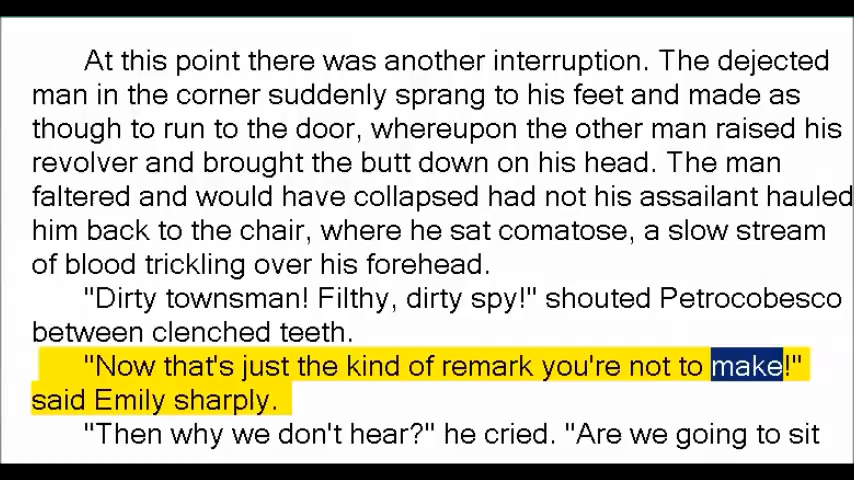 At this point there was another interruption. The dejected
man in the corner suddenly sprang to his feet and made as
though to run to the door, whereupon the other man raised his
revolver and brought the butt down on his head. The man
faltered and would have collapsed had not his assailant hauled
him back to the chair, where he sat comatose, a slow stream
of blood trickling over his forehead.
"Dirty townsman! Filthy, dirty spy!" shouted Petrocobesco
between clenched teeth.
"Now that's just the kind of remark you're not to make!"
said Emily sharply.
"Then why we don't hear?" he cried. "Are we going to sit